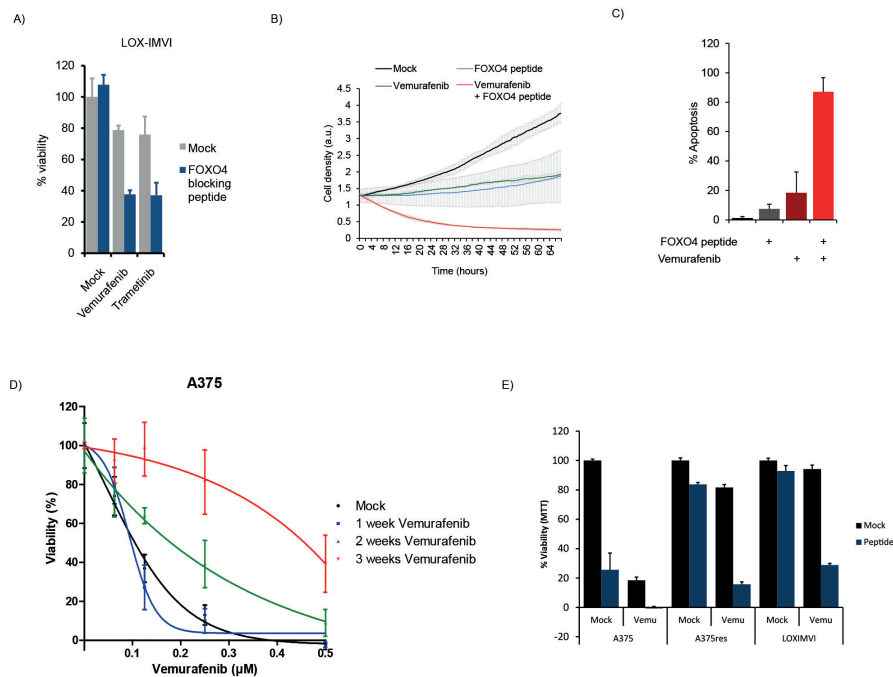 A)
LOX-IMVI
120
100
80
60
40
20
0
% viability
Mock
Vemurafenib
Trametinib
Mock
FOXO4
blocking
peptide
B)
Mock
FOXO4 peptide
Vemurafenib
Vemurafenib
+ FOXO4 peptide
4.5
4
3.5
3
2.5
2
1.5
1
0.5
0
Cell density (a.u.)
0 4 8 12 16 20 24 28 32 36 40 44 48 52 56 60 64
Time (hours)
C)
100
80
60
40
20
0
% Apoptosis
FOXO4 peptide + +
Vemurafenib + +
D)
A375
120
100
80
60
40
20
0
Viability (%)
0.1 0.2 0.3 0.4 0.5
Vemurafenib (µM)
Mock
1 week Vemurafenib
2 weeks Vemurafenib
3 weeks Vemurafenib
E)
120
100
80
60
40
20
0
-20
% Viability (MTT)
Mock Vemu Mock Vemu Mock Vemu
A375 A375res LOXIMVI
Mock
Peptide